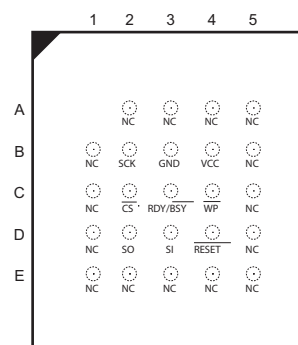 1 2 3 4 5
A
NC NC NC NC
B
NC SCK GND VCC NC
C
NC CS RDY/BSY WP NC
D
NC SO SI RESET NC
E
NC NC NC NC NC